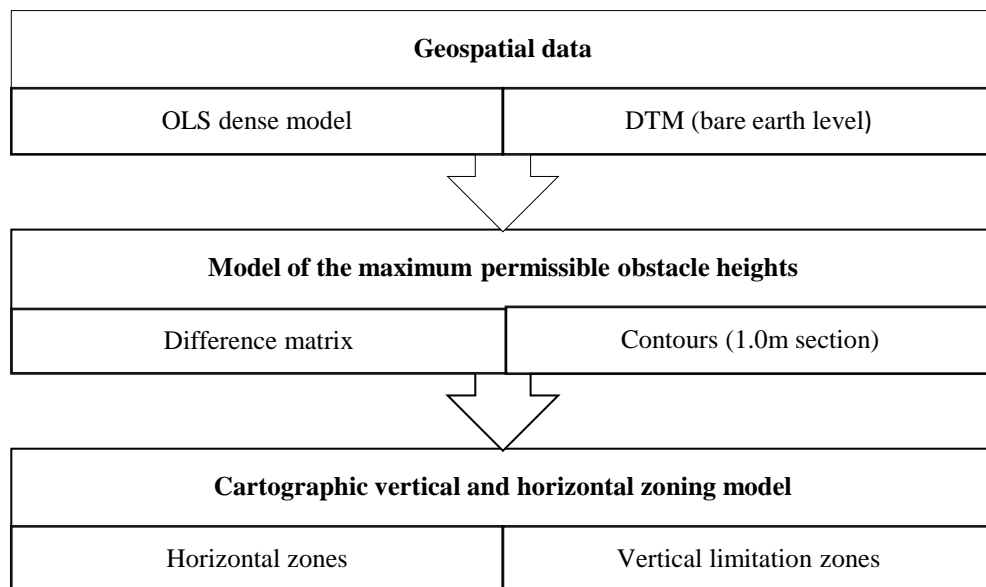 Geospatial data
OLS dense model
DTM (bare earth level)
Model of the maximum permissible obstacle heights
Difference matrix
Contours (1.0m section)
Cartographic vertical and horizontal zoning model
Horizontal zones
Vertical limitation zones